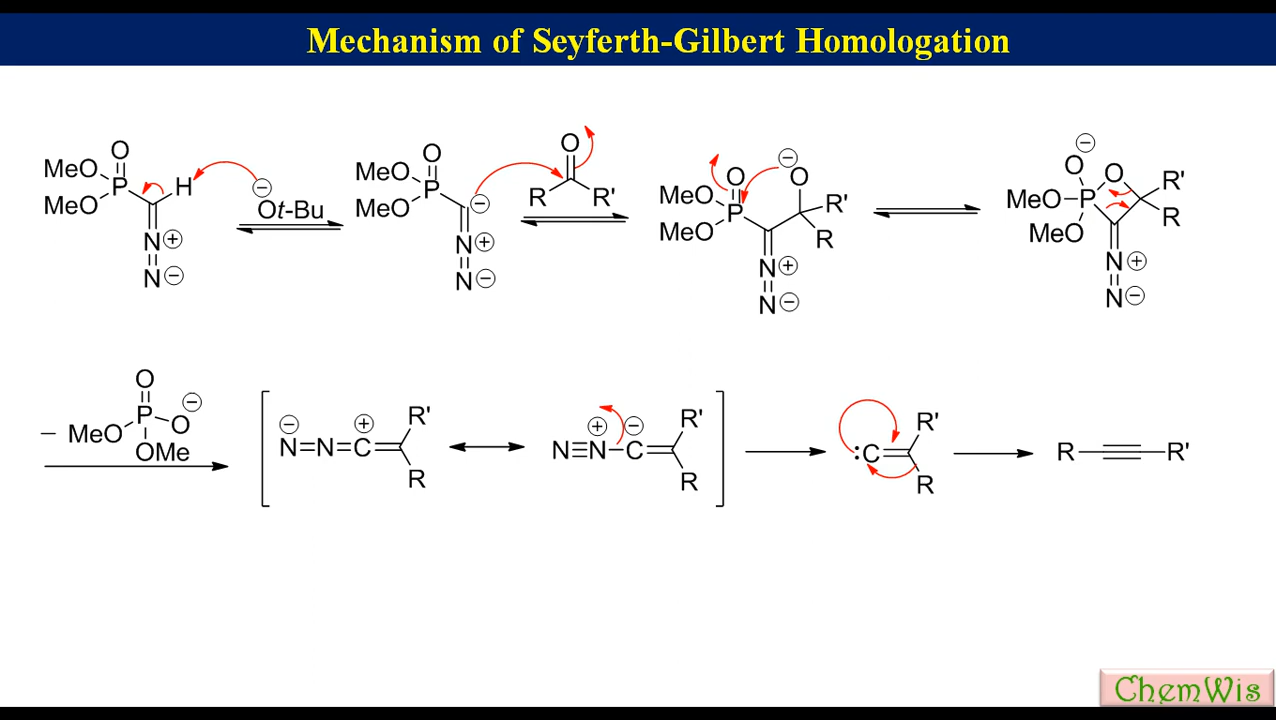 Mechanism of Seyferth-Gilbert Homologation
O
MeO P H
MeO
N⊕
N⊖
⊖
Ot-Bu
O
MeO P ⊖
MeO
N⊕
N⊖
O
R R'
⊖
O O
MeO P R'
MeO R
N⊕
N⊖
⊖
O O R'
MeO P
MeO R
N⊕
N⊖
O
⊖
– MeO P O
OMe
⊖ ⊕ R'
N=N=C
R
⊕ ⊖ R'
N≡N–C
R
R'
:C
R
R R'
ChemWis